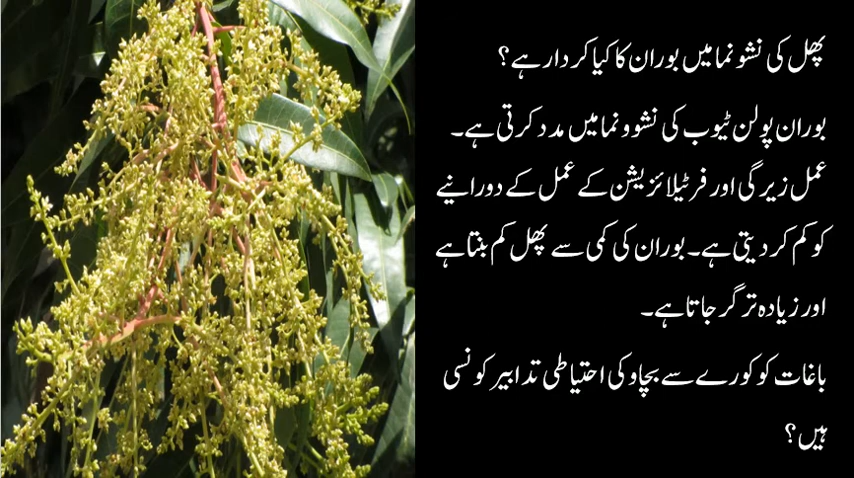 پھل کی نشونما میں بوران کا کیا کردار ہے؟
بوران پولن ٹیوب کی نشوونما میں مدد کرتی ہے۔
عمل زیرگی اور فرٹیلائزیشن کے عمل کے دورانیے
کو کم کر دیتی ہے۔ بوران کی کمی سے پھل کم بنتا ہے
اور زیادہ تر گر جاتا ہے۔
باغات کو کورے سے بچاو کی احتیاطی تدابیر کونسی
ہیں؟